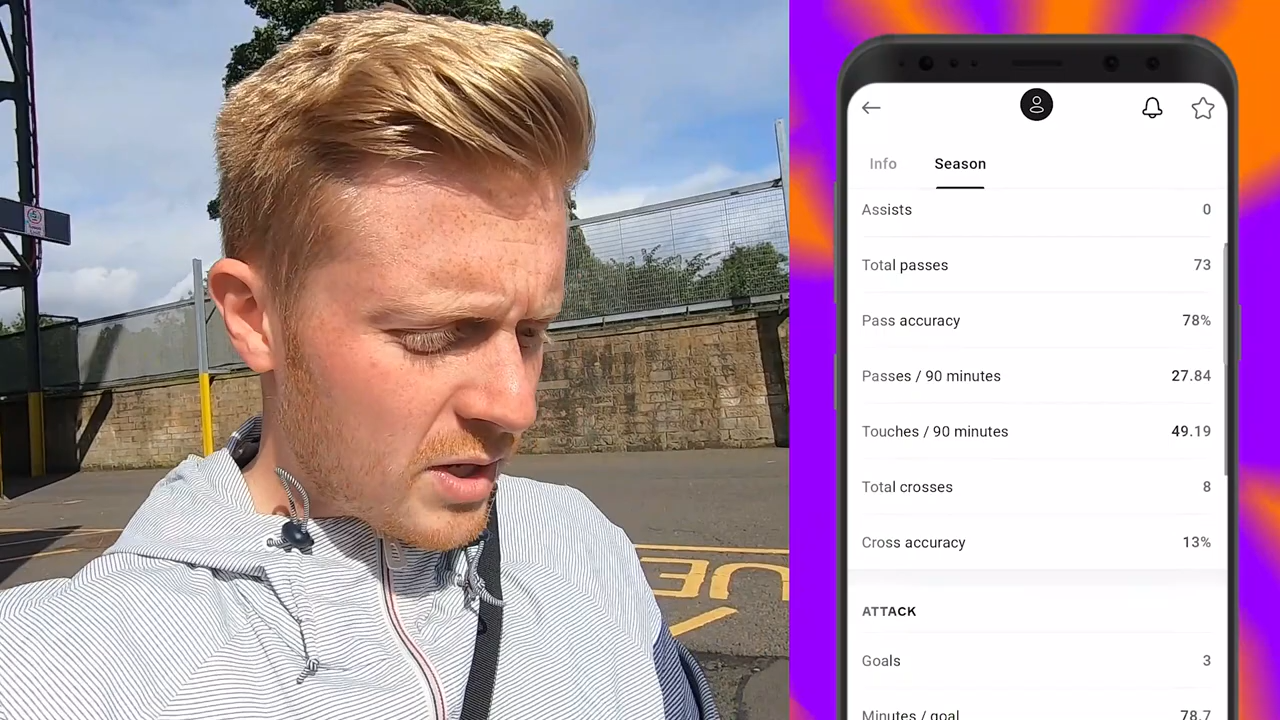 Info Season
Assists 0
Total passes 73
Pass accuracy 78%
Passes / 90 minutes 27.84
Touches / 90 minutes 49.19
Total crosses 8
Cross accuracy 13%
ATTACK
Goals 3
Minutes / goal 78.7